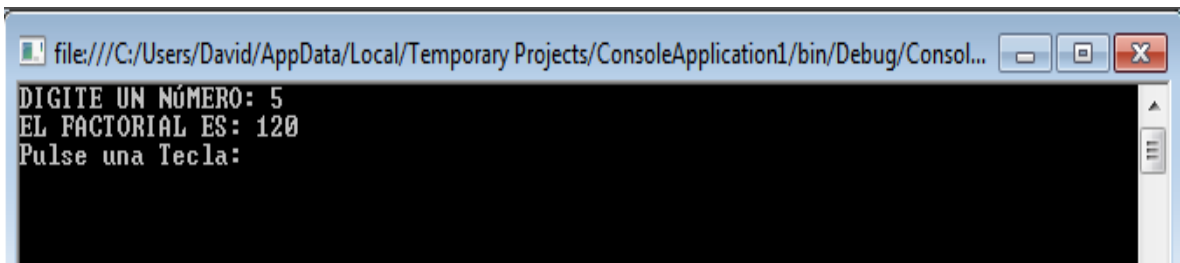 file:///C:/Users/David/AppData/Local/Temporary Projects/ConsoleApplication1/bin/Debug/Consol...
DIGITE UN NúMERO: 5
EL FACTORIAL ES: 120
Pulse una Tecla: